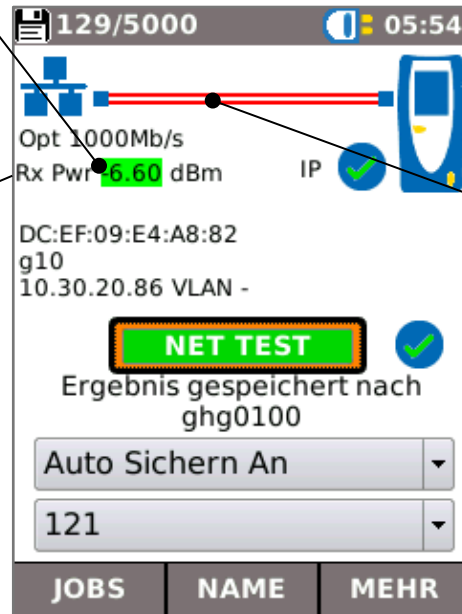 129/5000 05:54
Opt 1000Mb/s
Rx Pwr -6.60 dBm IP
DC:EF:09:E4:A8:82
g10
10.30.20.86 VLAN -
NET TEST
Ergebnis gespeichert nach
ghg0100
Auto Sichern An
121
JOBS NAME MEHR